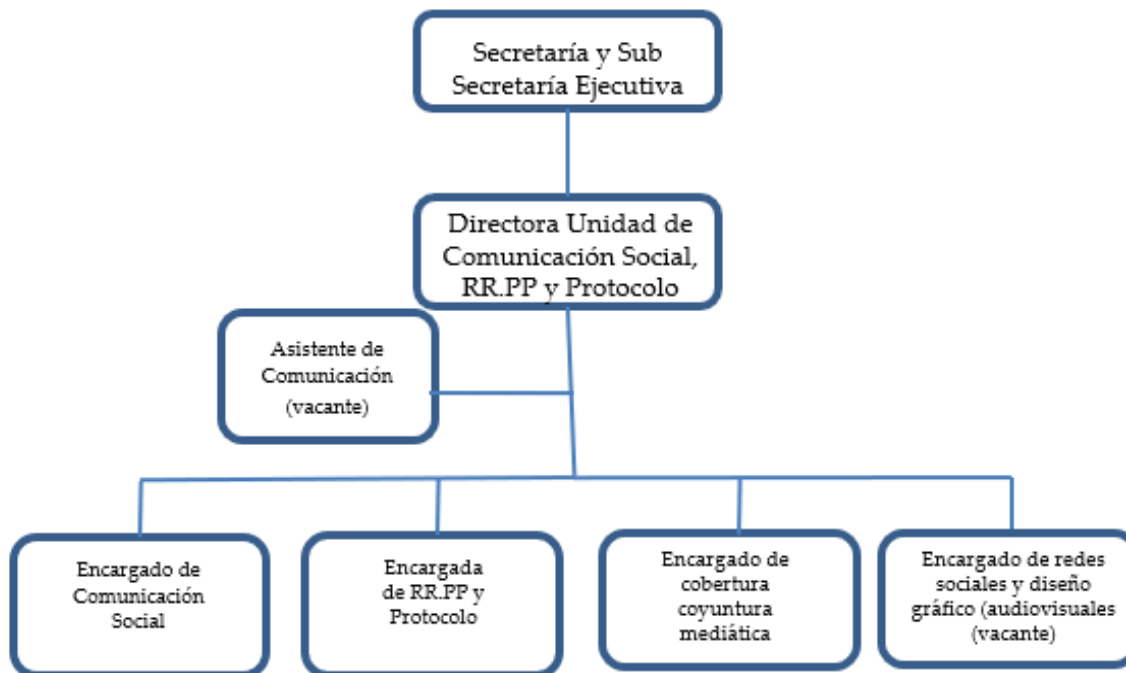 Secretaría y Sub
Secretaría Ejecutiva
Directora Unidad de
Comunicación Social,
RR.PP y Protocolo
Asistente de
Comunicación
(vacante)
Encargado de
Comunicación
Social
Encargada
de RR.PP y
Protocolo
Encargado de
cobertura
coyuntura
mediática
Encargado de redes
sociales y diseño
gráfico (audiovisuales
(vacante)